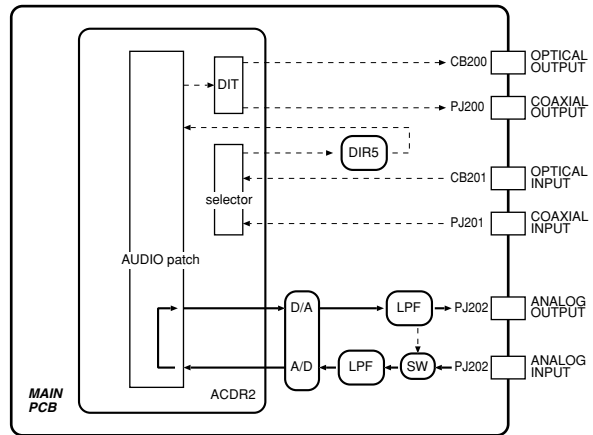 CB200
OPTICAL
OUTPUT
DIT
PJ200
COAXIAL
OUTPUT
DIR5
CB201
OPTICAL
INPUT
selector
PJ201
COAXIAL
INPUT
AUDIO patch
D/A
LPF
PJ202
ANALOG
OUTPUT
A/D
LPF
SW
PJ202
ANALOG
INPUT
MAIN
PCB
ACDR2